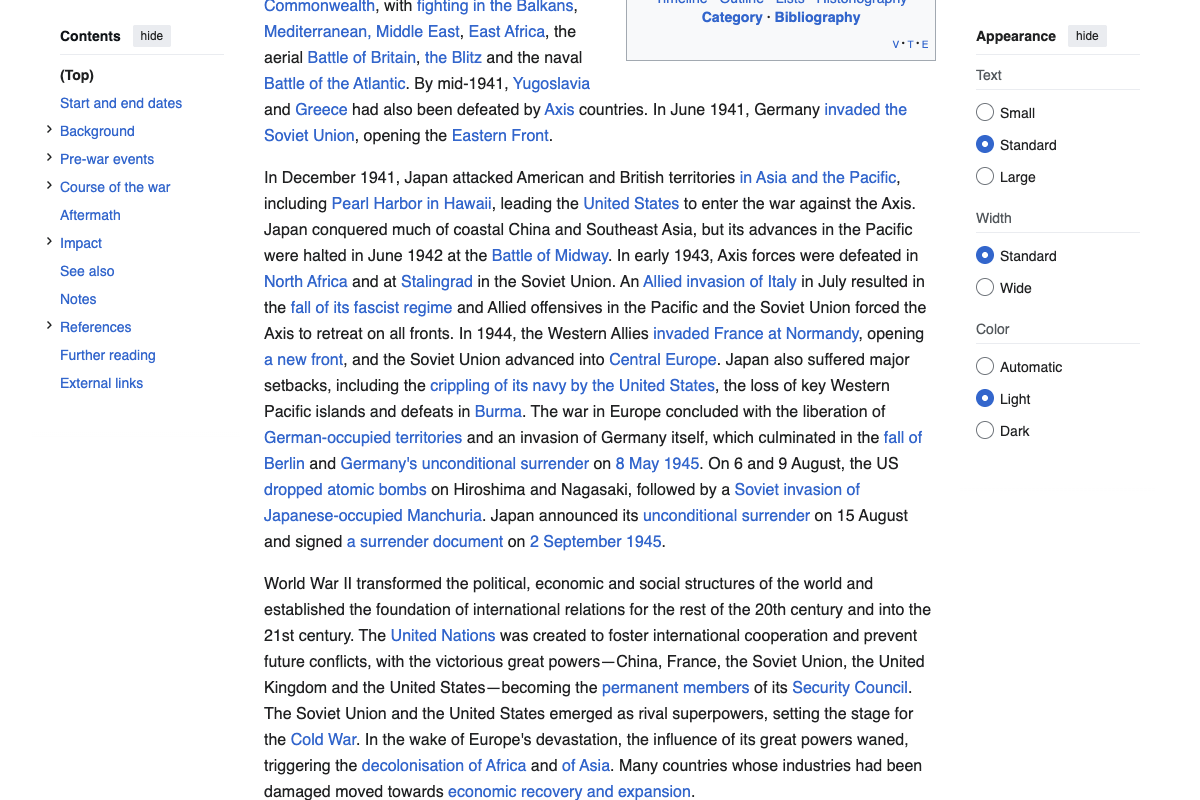 Contents hide
(Top)
Start and end dates
Background
Pre-war events
Course of the war
Aftermath
Impact
See also
Notes
References
Further reading
External links
Commonwealth, with fighting in the Balkans,
Mediterranean, Middle East, East Africa, the
aerial Battle of Britain, the Blitz and the naval
Battle of the Atlantic. By mid-1941, Yugoslavia
and Greece had also been defeated by Axis countries. In June 1941, Germany invaded the
Soviet Union, opening the Eastern Front.
Timeline · Outline · Lists · Historiography
Category · Bibliography
V · T · E
In December 1941, Japan attacked American and British territories in Asia and the Pacific,
including Pearl Harbor in Hawaii, leading the United States to enter the war against the Axis.
Japan conquered much of coastal China and Southeast Asia, but its advances in the Pacific
were halted in June 1942 at the Battle of Midway. In early 1943, Axis forces were defeated in
North Africa and at Stalingrad in the Soviet Union. An Allied invasion of Italy in July resulted in
the fall of its fascist regime and Allied offensives in the Pacific and the Soviet Union forced the
Axis to retreat on all fronts. In 1944, the Western Allies invaded France at Normandy, opening
a new front, and the Soviet Union advanced into Central Europe. Japan also suffered major
setbacks, including the crippling of its navy by the United States, the loss of key Western
Pacific islands and defeats in Burma. The war in Europe concluded with the liberation of
German-occupied territories and an invasion of Germany itself, which culminated in the fall of
Berlin and Germany's unconditional surrender on 8 May 1945. On 6 and 9 August, the US
dropped atomic bombs on Hiroshima and Nagasaki, followed by a Soviet invasion of
Japanese-occupied Manchuria. Japan announced its unconditional surrender on 15 August
and signed a surrender document on 2 September 1945.
World War II transformed the political, economic and social structures of the world and
established the foundation of international relations for the rest of the 20th century and into the
21st century. The United Nations was created to foster international cooperation and prevent
future conflicts, with the victorious great powers—China, France, the Soviet Union, the United
Kingdom and the United States—becoming the permanent members of its Security Council.
The Soviet Union and the United States emerged as rival superpowers, setting the stage for
the Cold War. In the wake of Europe's devastation, the influence of its great powers waned,
triggering the decolonisation of Africa and of Asia. Many countries whose industries had been
damaged moved towards economic recovery and expansion.
Appearance hide
Text
Small
Standard
Large
Width
Standard
Wide
Color
Automatic
Light
Dark